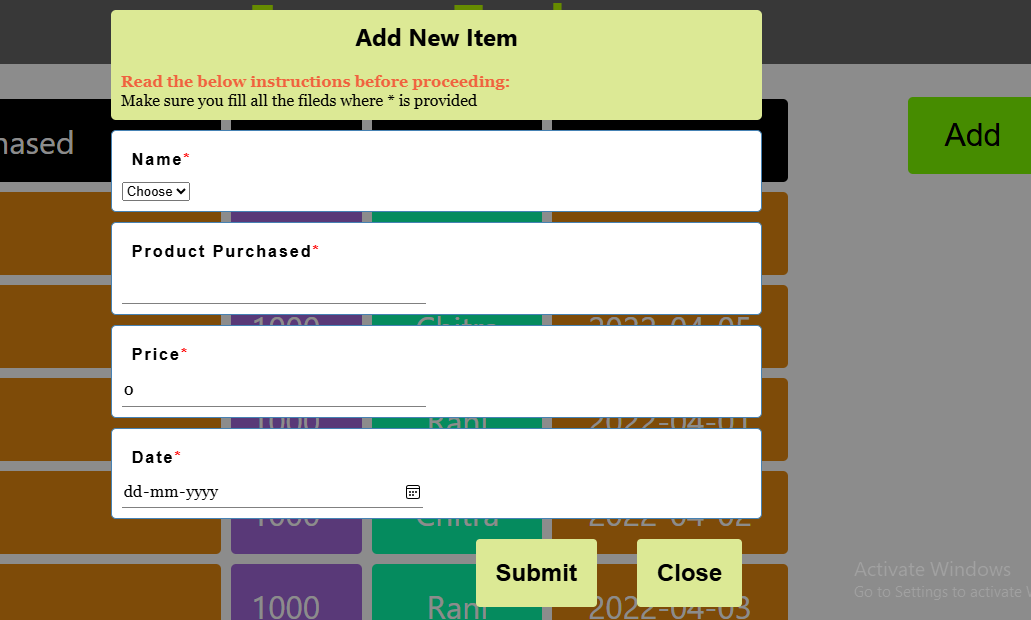 Add New Item
Read the below instructions before proceeding:
Make sure you fill all the fileds where * is provided
hased
Add
Name*
Choose
Product Purchased*
1000 Chitra 2022-04-05
Price*
0
1000 Rani 2022-04-01
Date*
dd-mm-yyyy
1000 Chitra 2022-04-02
Submit
Close
Activate Windows
Go to Settings to activate
1000 Rani 2022-04-03